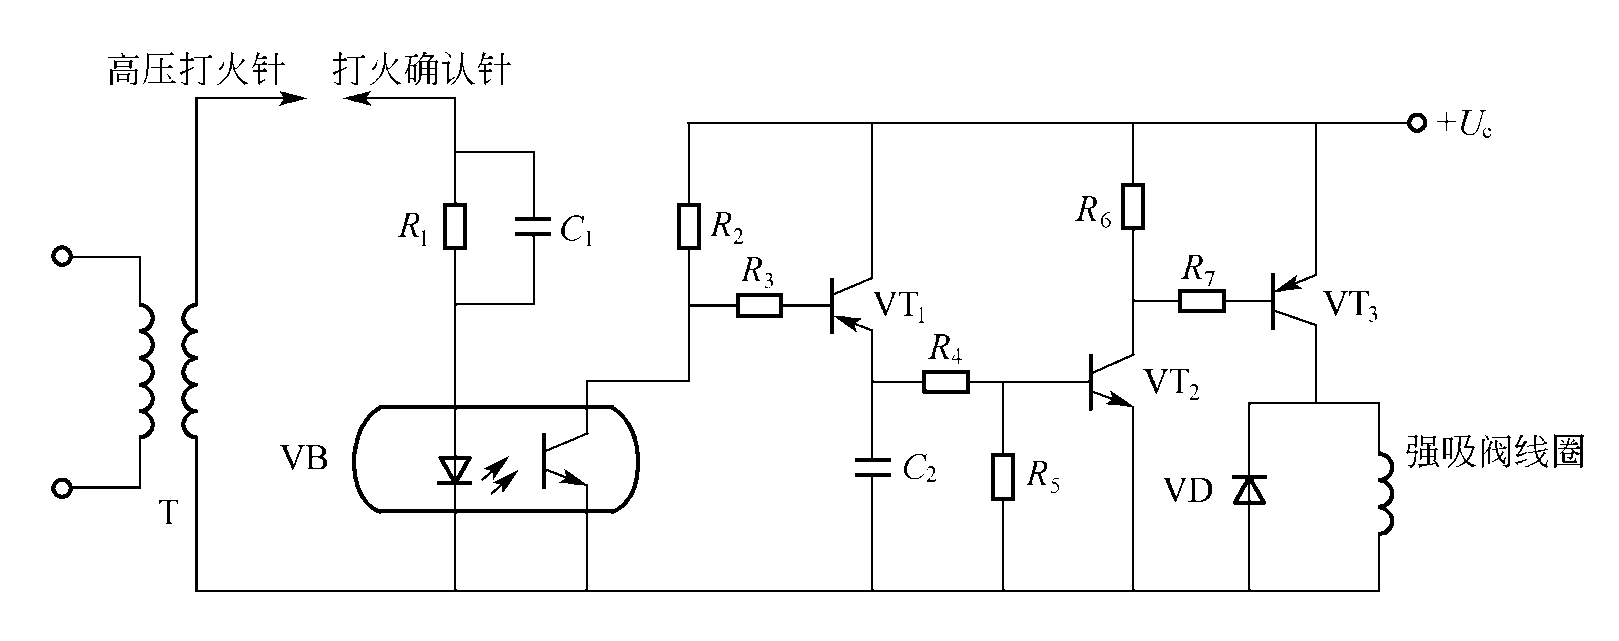 高压打火针 打火确认针
+Uc
R1
C1
R2
R6
R3
VT1
R7
VT3
R4
VT2
VB
C2
R5
VD
强吸阀线圈
T